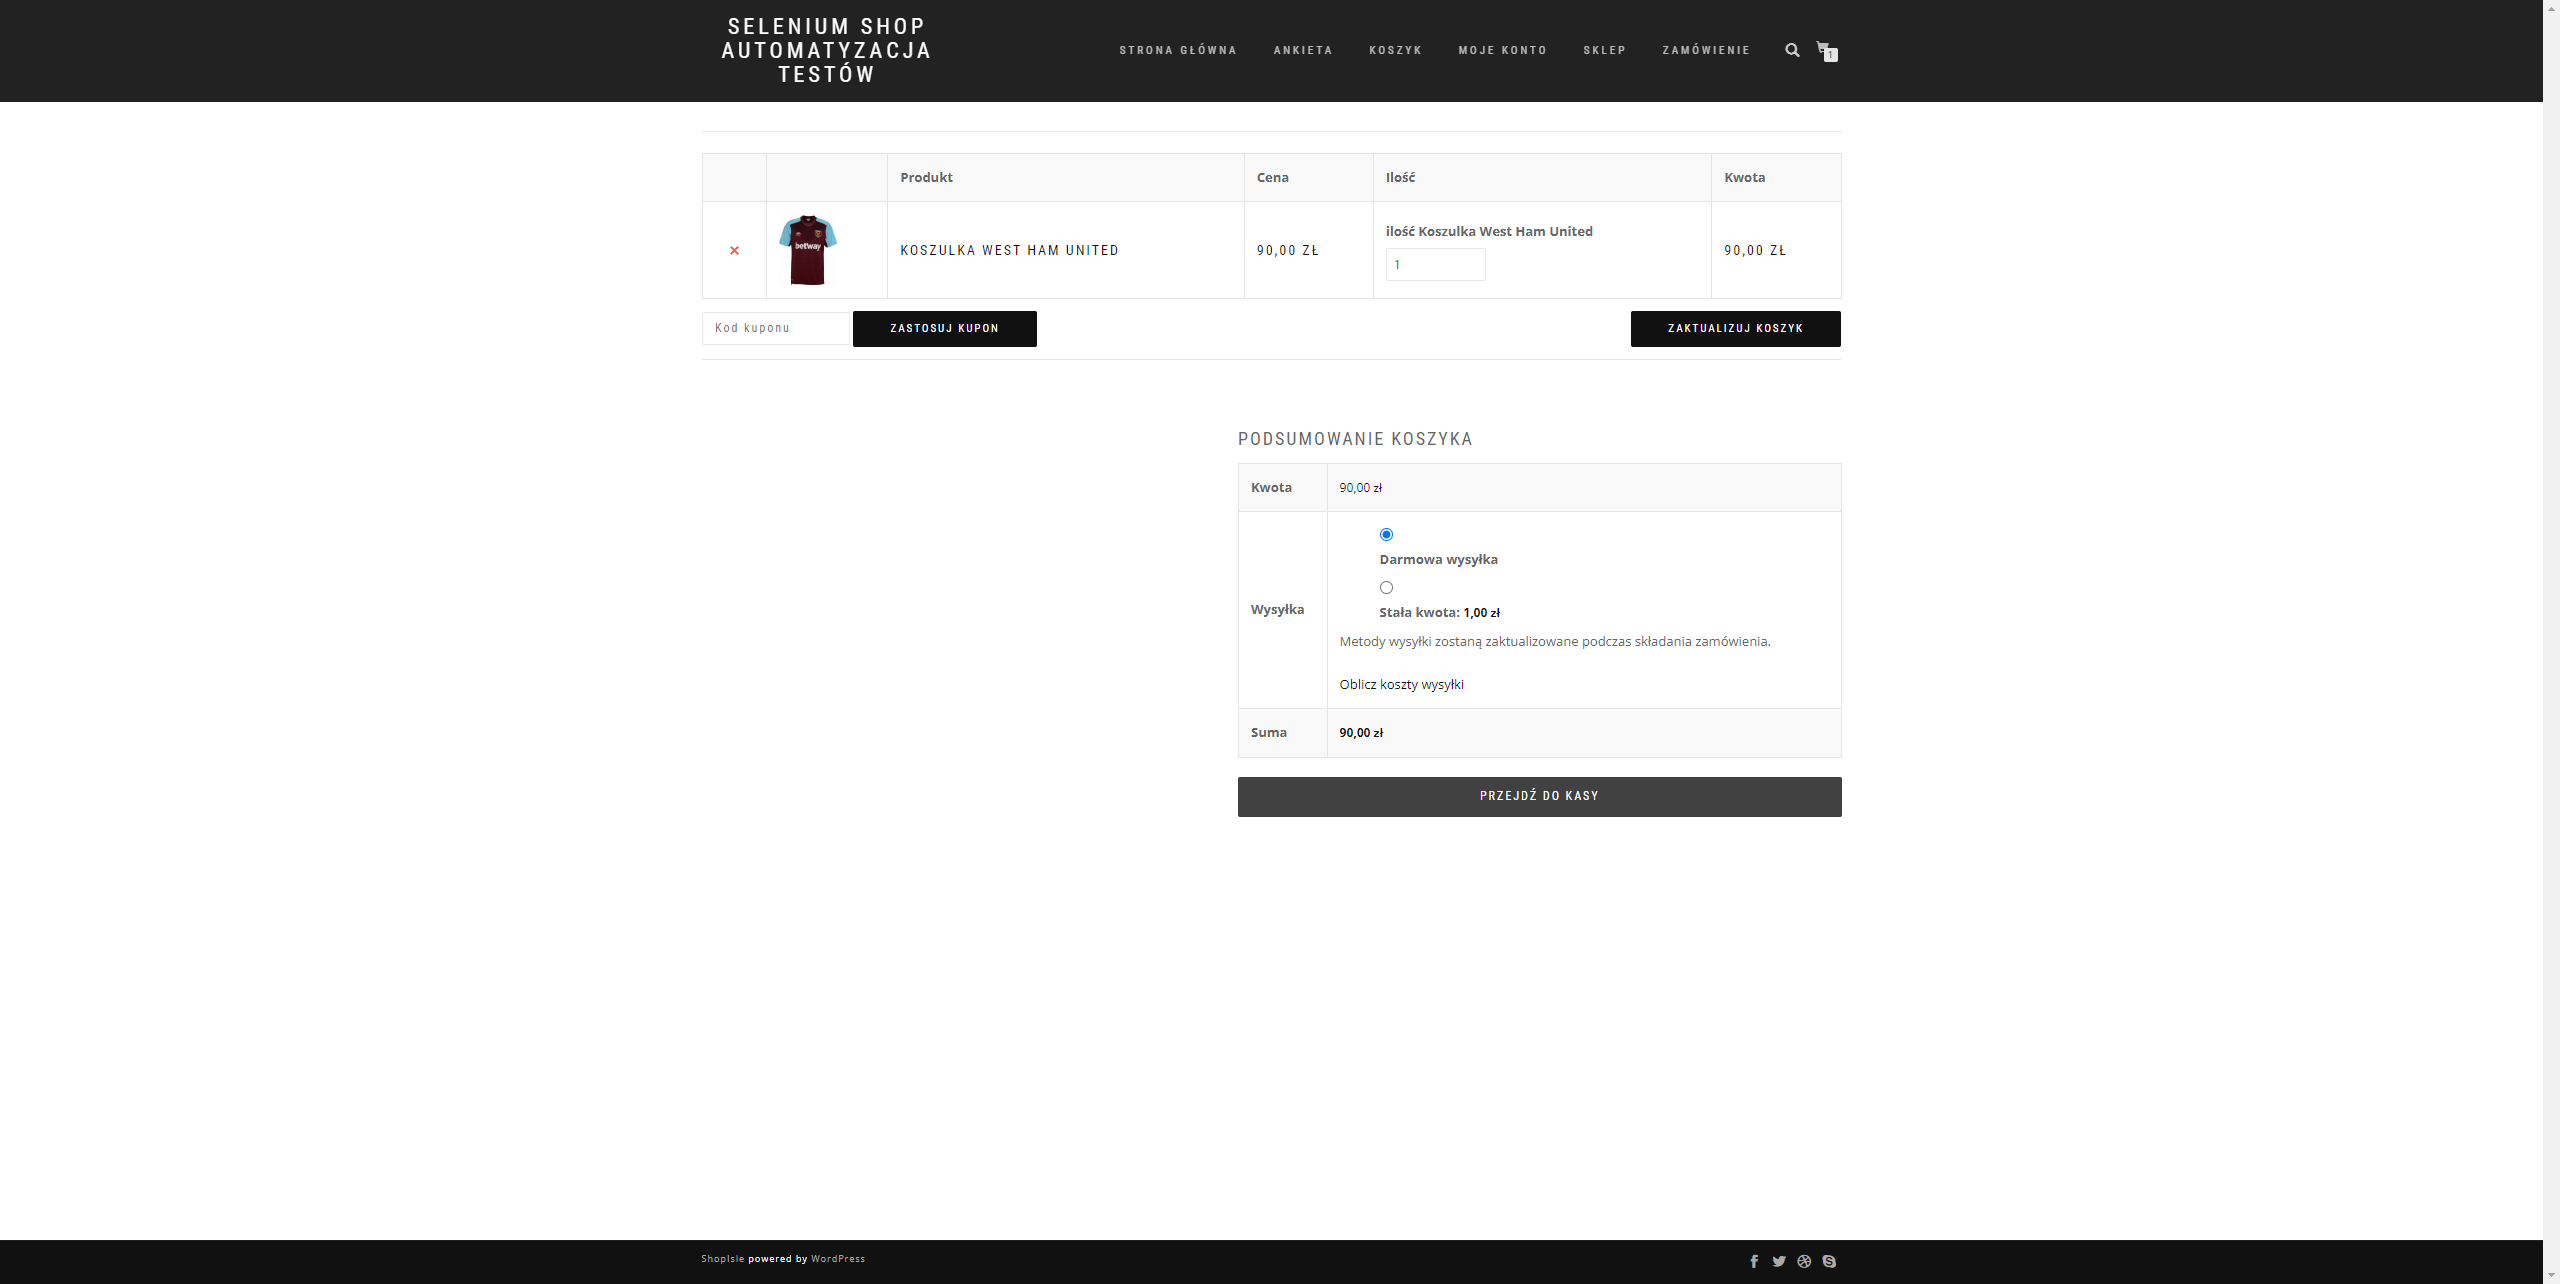 SELENIUM SHOP
AUTOMATYZACJA
TESTÓW
STRONA GŁÓWNA ANKIETA KOSZYK MOJE KONTO SKLEP ZAMÓWIENIE 1
Produkt Cena Ilość Kwota
ilość Koszulka West Ham United
× betway KOSZULKA WEST HAM UNITED 90,00 ZŁ 90,00 ZŁ
1
Kod kuponu ZASTOSUJ KUPON ZAKTUALIZUJ KOSZYK
PODSUMOWANIE KOSZYKA
Kwota 90,00 zł
Darmowa wysyłka
Wysyłka
Stała kwota: 1,00 zł
Metody wysyłki zostaną zaktualizowane podczas składania zamówienia.
Oblicz koszty wysyłki
Suma 90,00 zł
PRZEJDŹ DO KASY
ShopIsle powered by WordPress